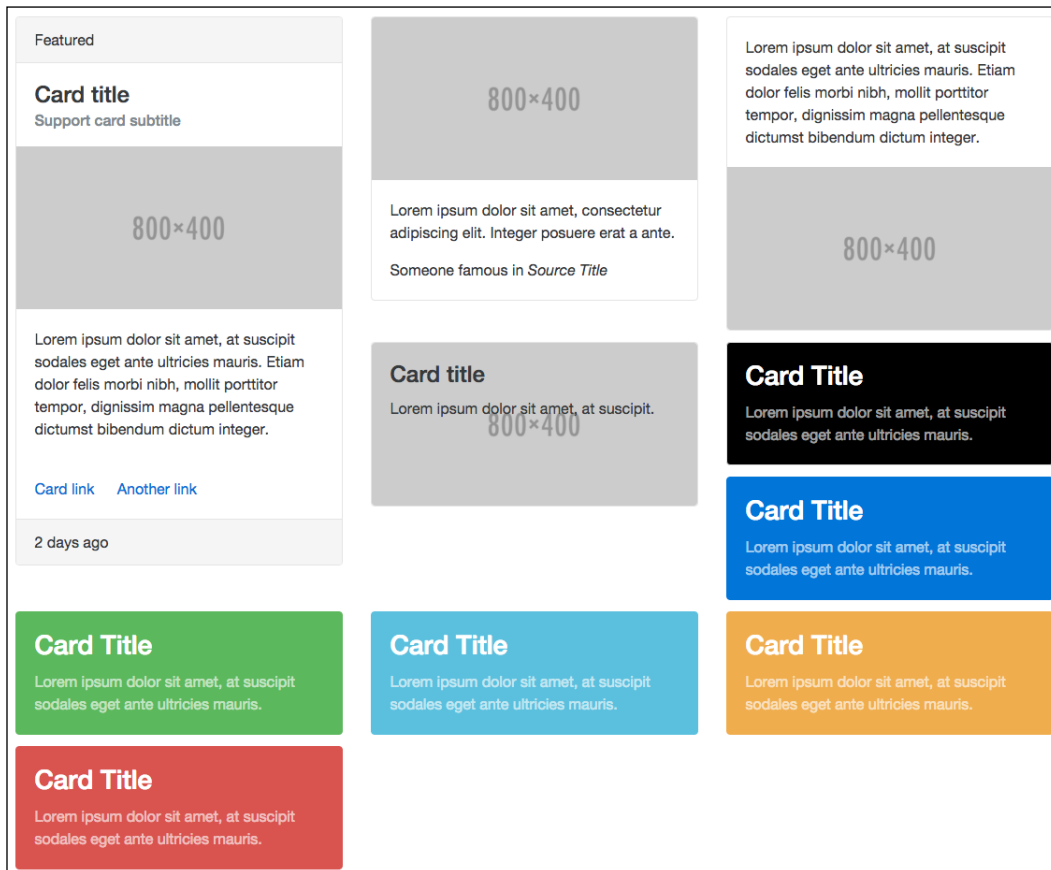 Featured
Card title
Support card subtitle
800×400
Lorem ipsum dolor sit amet, at suscipit
sodales eget ante ultricies mauris. Etiam
dolor felis morbi nibh, mollit porttitor
tempor, dignissim magna pellentesque
dictumst bibendum dictum integer.
Card link Another link
2 days ago
800×400
Lorem ipsum dolor sit amet, consectetur
adipiscing elit. Integer posuere erat a ante.
Someone famous in Source Title
Lorem ipsum dolor sit amet, at suscipit
sodales eget ante ultricies mauris. Etiam
dolor felis morbi nibh, mollit porttitor
tempor, dignissim magna pellentesque
dictumst bibendum dictum integer.
800×400
Card title
Lorem ipsum dolor sit amet, at suscipit.
800×400
Card Title
Lorem ipsum dolor sit amet, at suscipit
sodales eget ante ultricies mauris.
Card Title
Lorem ipsum dolor sit amet, at suscipit
sodales eget ante ultricies mauris.
Card Title
Lorem ipsum dolor sit amet, at suscipit
sodales eget ante ultricies mauris.
Card Title
Lorem ipsum dolor sit amet, at suscipit
sodales eget ante ultricies mauris.
Card Title
Lorem ipsum dolor sit amet, at suscipit
sodales eget ante ultricies mauris.
Card Title
Lorem ipsum dolor sit amet, at suscipit
sodales eget ante ultricies mauris.